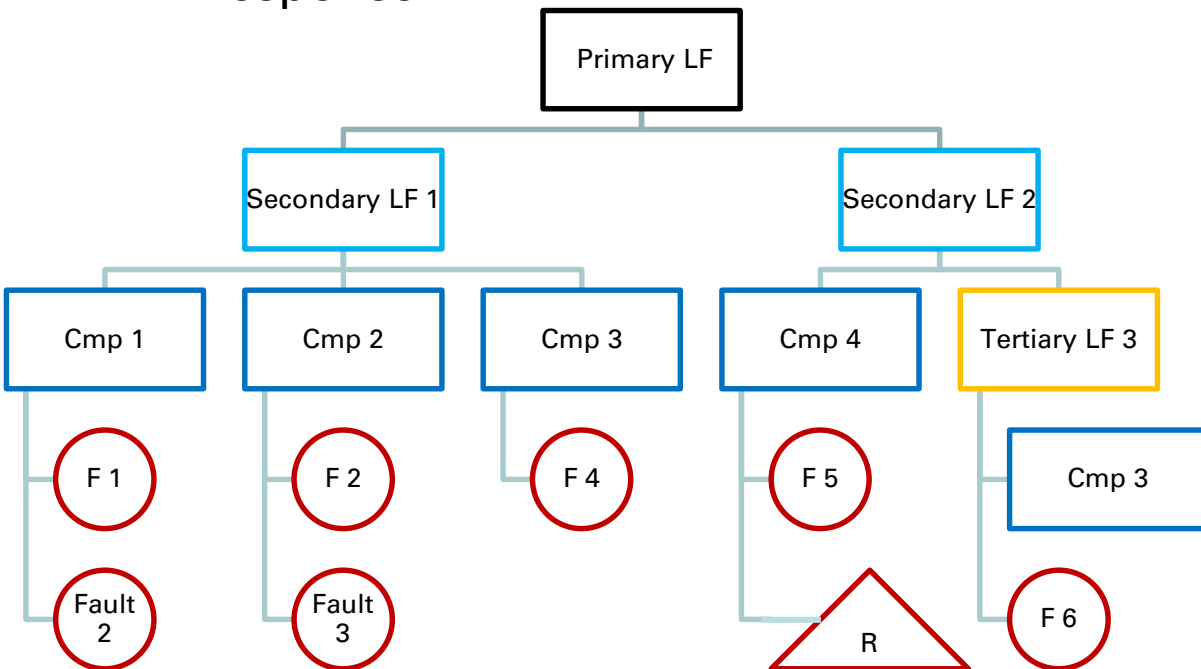 Primary LF
Secondary LF 1
Secondary LF 2
Cmp 1
Cmp 2
Cmp 3
Cmp 4
Tertiary LF 3
F 1
F 2
F 4
F 5
Cmp 3
Fault
2
Fault
3
R
F 6